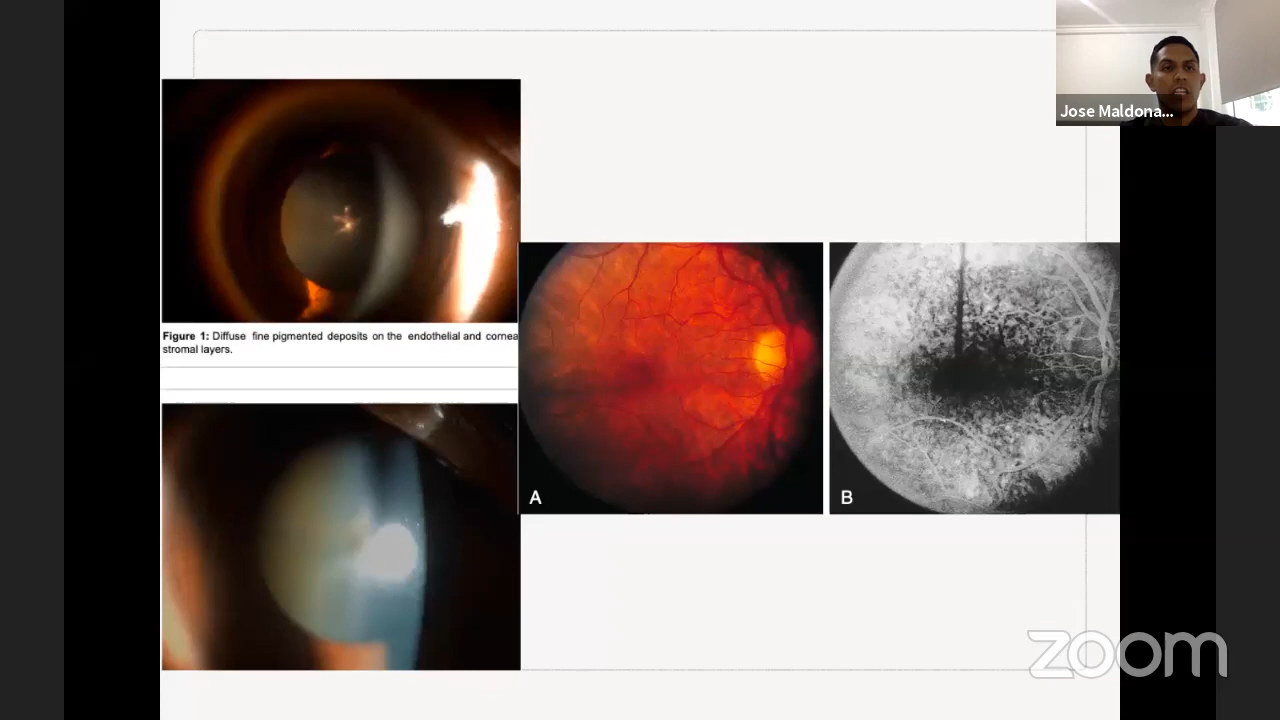 Jose Maldona...
Figure 1: Diffuse fine pigmented deposits on the endothelial and cornea
stromal layers.
A
B
zoom